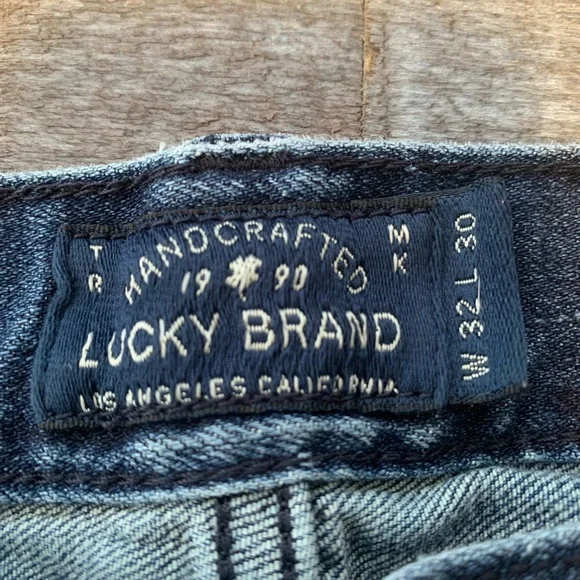 HANDCRAFTED
TR MK
19 90
LUCKY BRAND
LOS ANGELES CALIFORNIA
W 32 L 30